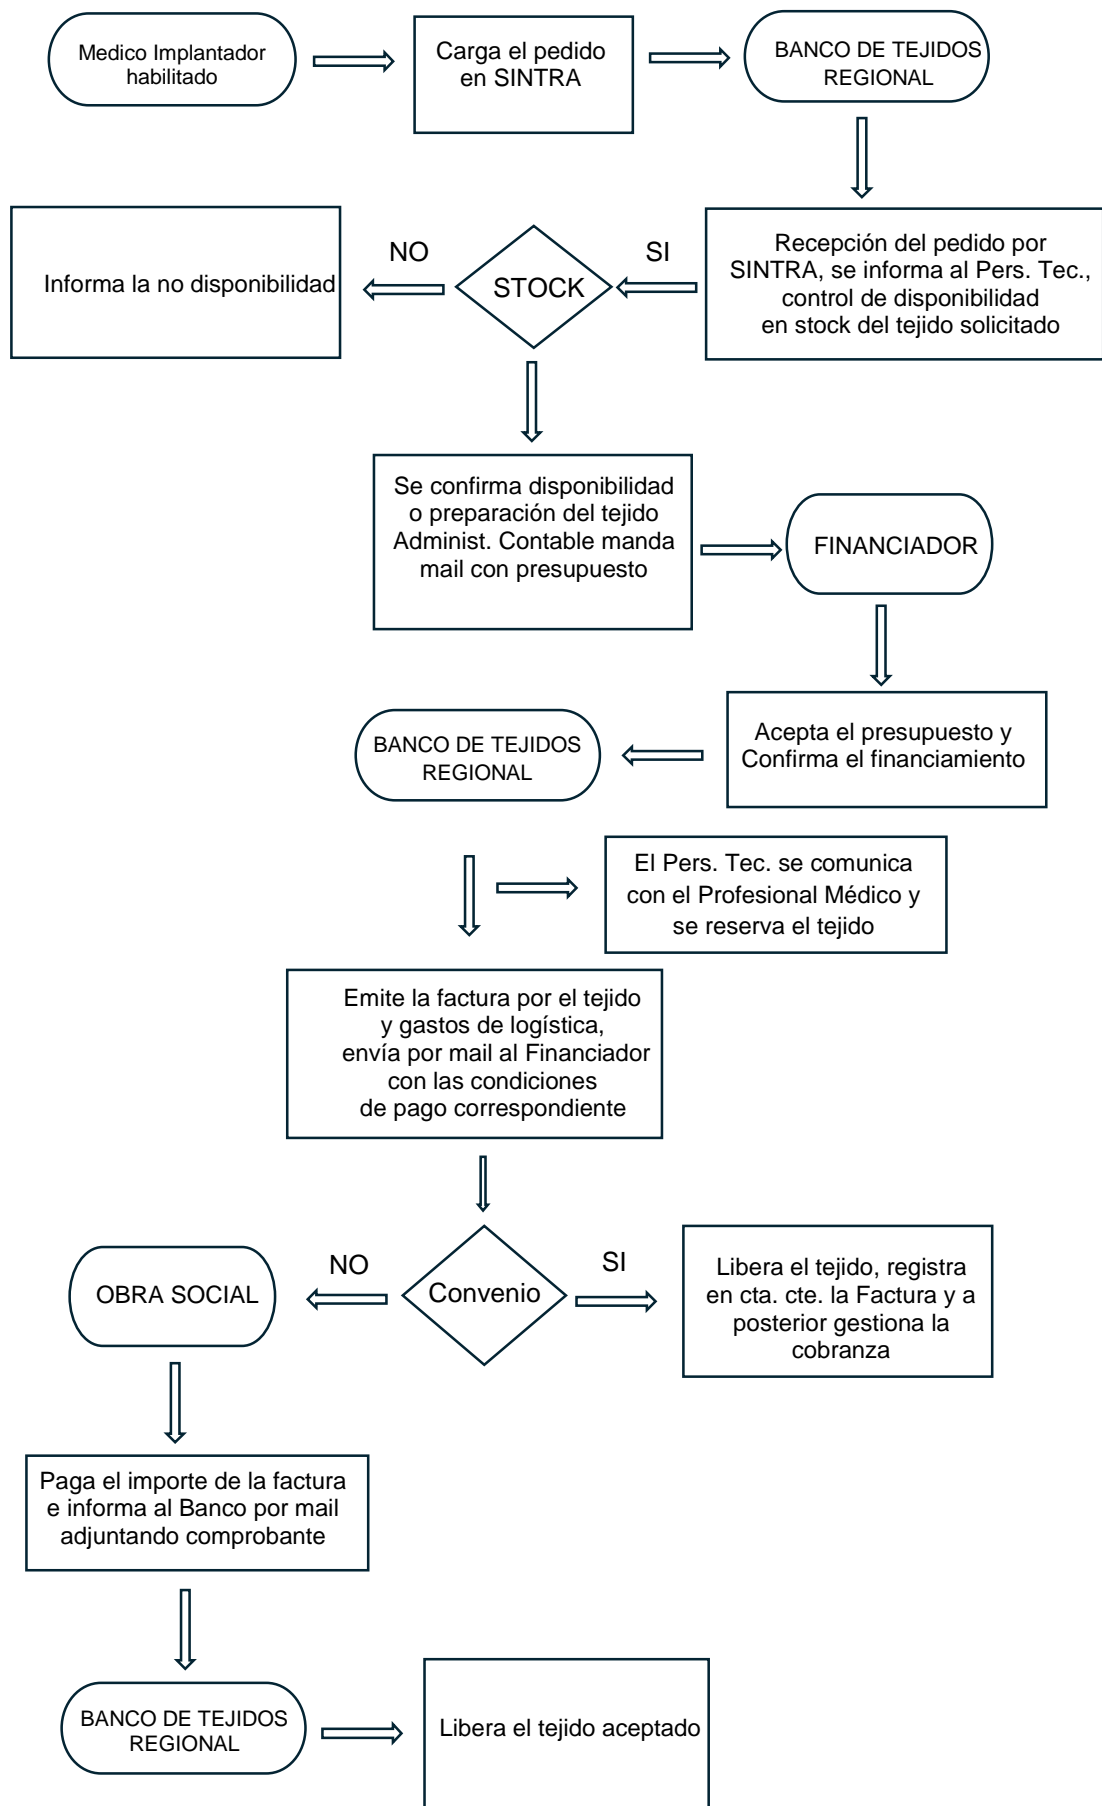 Medico Implantador
habilitado
Carga el pedido
en SINTRA
BANCO DE TEJIDOS
REGIONAL
Recepción del pedido por
SINTRA, se informa al Pers. Tec.,
control de disponibilidad
en stock del tejido solicitado
SI
STOCK
NO
Informa la no disponibilidad
Se confirma disponibilidad
o preparación del tejido
Administ. Contable manda
mail con presupuesto
FINANCIADOR
Acepta el presupuesto y
Confirma el financiamiento
BANCO DE TEJIDOS
REGIONAL
El Pers. Tec. se comunica
con el Profesional Médico y
se reserva el tejido
Emite la factura por el tejido
y gastos de logística,
envía por mail al Financiador
con las condiciones
de pago correspondiente
Convenio
SI
Libera el tejido, registra
en cta. cte. la Factura y a
posterior gestiona la
cobranza
NO
OBRA SOCIAL
Paga el importe de la factura
e informa al Banco por mail
adjuntando comprobante
BANCO DE TEJIDOS
REGIONAL
Libera el tejido aceptado